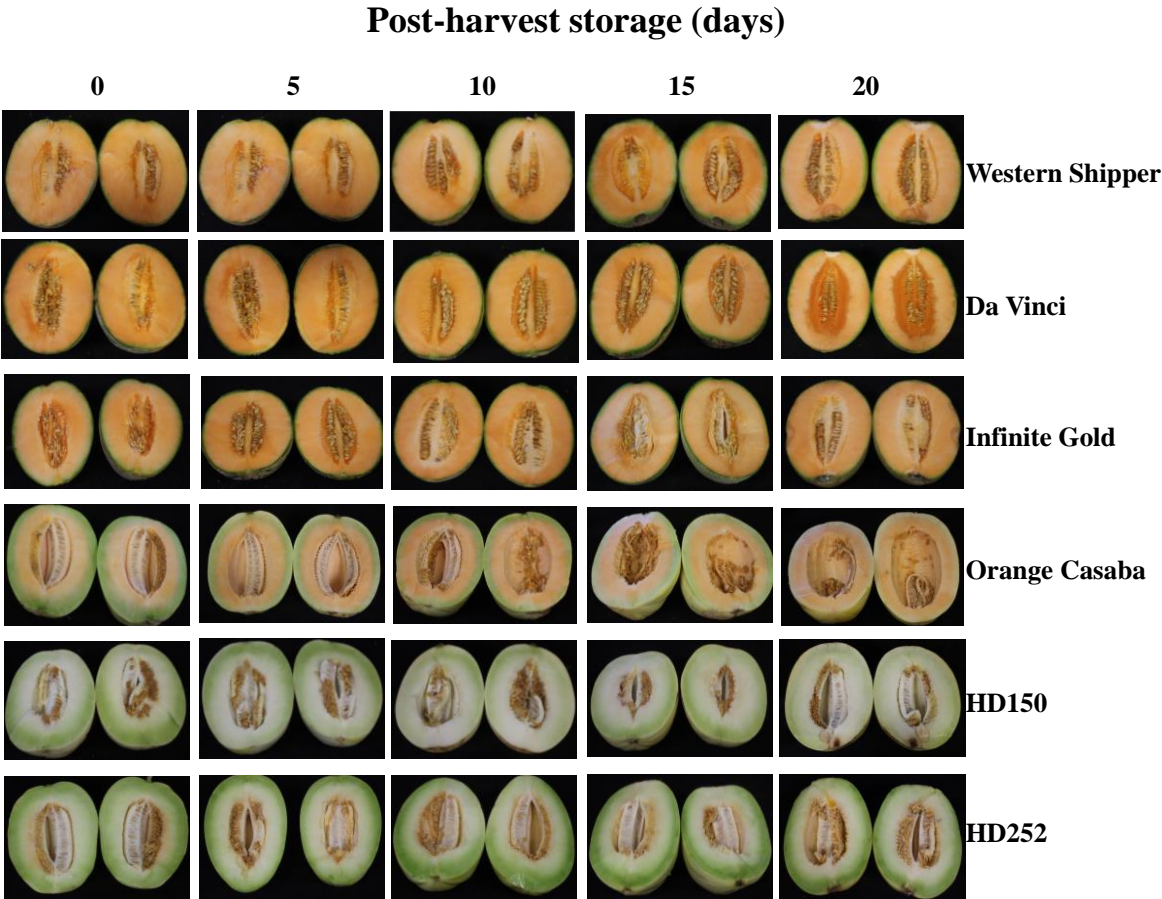 Post-harvest storage (days)
0 5 10 15 20
Western Shipper
Da Vinci
Infinite Gold
Orange Casaba
HD150
HD252